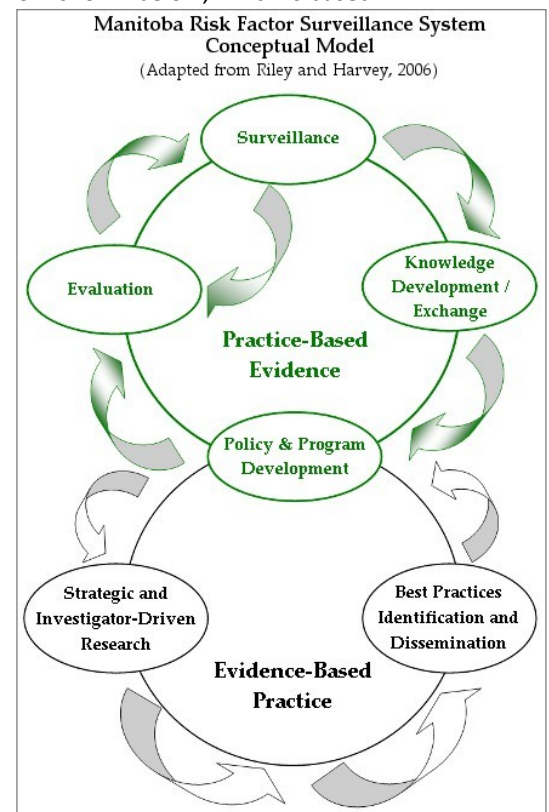 Manitoba Risk Factor Surveillance System
Conceptual Model
(Adapted from Riley and Harvey, 2006)
Surveillance
Evaluation
Knowledge
Development /
Exchange
Practice-Based
Evidence
Policy & Program
Development
Strategic and
Investigator-Driven
Research
Best Practices
Identification and
Dissemination
Evidence-Based
Practice